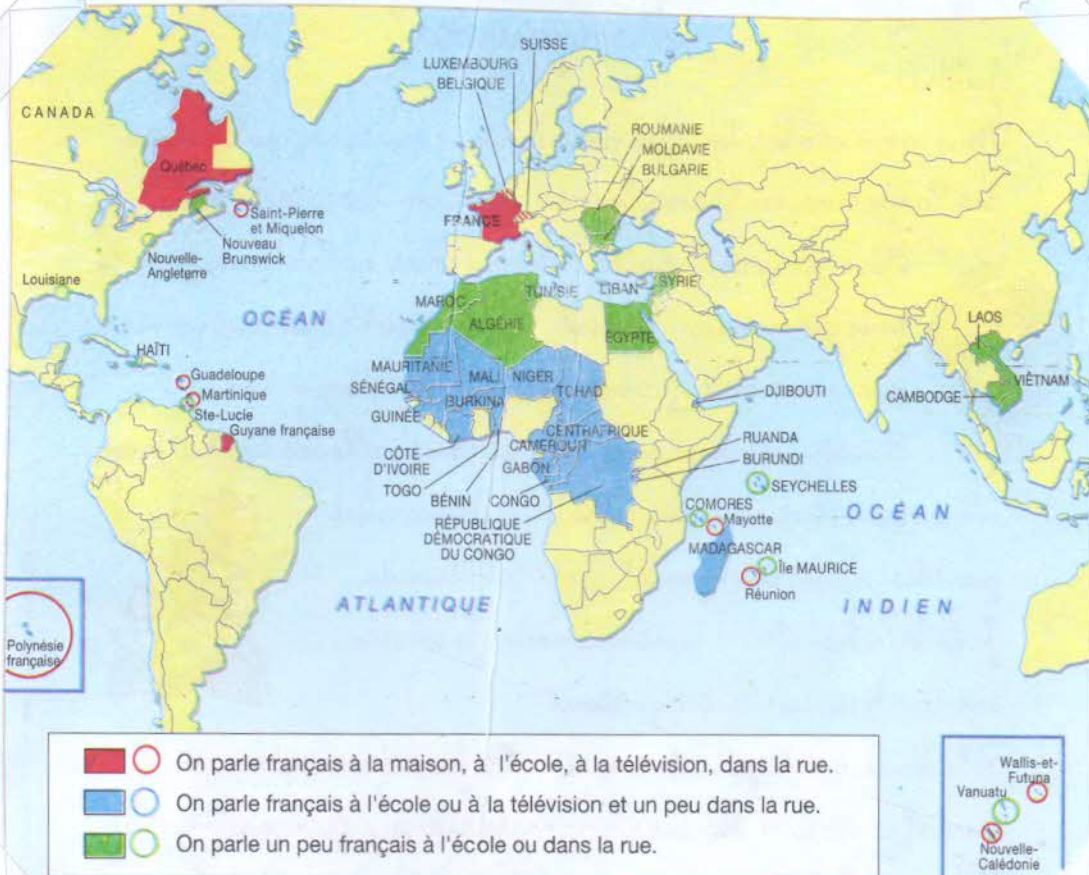 SUISSE
LUXEMBOURG
BELGIQUE
CANADA
ROUMANIE
MOLDAVIE
BULGARIE
Québec
Saint-Pierre
et Miquelon
FRANCE
Nouveau
Brunswick
Nouvelle-
Angleterre
Louisiane
TUNISIE
LIBAN
SYRIE
MAROC
ALGÉRIE
ÉGYPTE
OCÉAN
LAOS
HAÏTI
MAURITANIE
MALI
NIGER
TCHAD
VIÊTNAM
Guadeloupe
SÉNÉGAL
DJIBOUTI
CAMBODGE
Martinique
BURKINA
Ste-Lucie
GUINÉE
Guyane française
CENTRAFRIQUE
RUANDA
CÔTE
D'IVOIRE
CAMEROUN
BURUNDI
GABON
TOGO
SEYCHELLES
BÉNIN
CONGO
COMORES
OCÉAN
Mayotte
RÉPUBLIQUE
DÉMOCRATIQUE
DU CONGO
MADAGASCAR
Île MAURICE
Réunion
ATLANTIQUE
INDIEN
Polynésie
française
On parle français à la maison, à l'école, à la télévision, dans la rue.
On parle français à l'école ou à la télévision et un peu dans la rue.
On parle un peu français à l'école ou dans la rue.
Wallis-et-
Futuna
Vanuatu
Nouvelle-
Calédonie